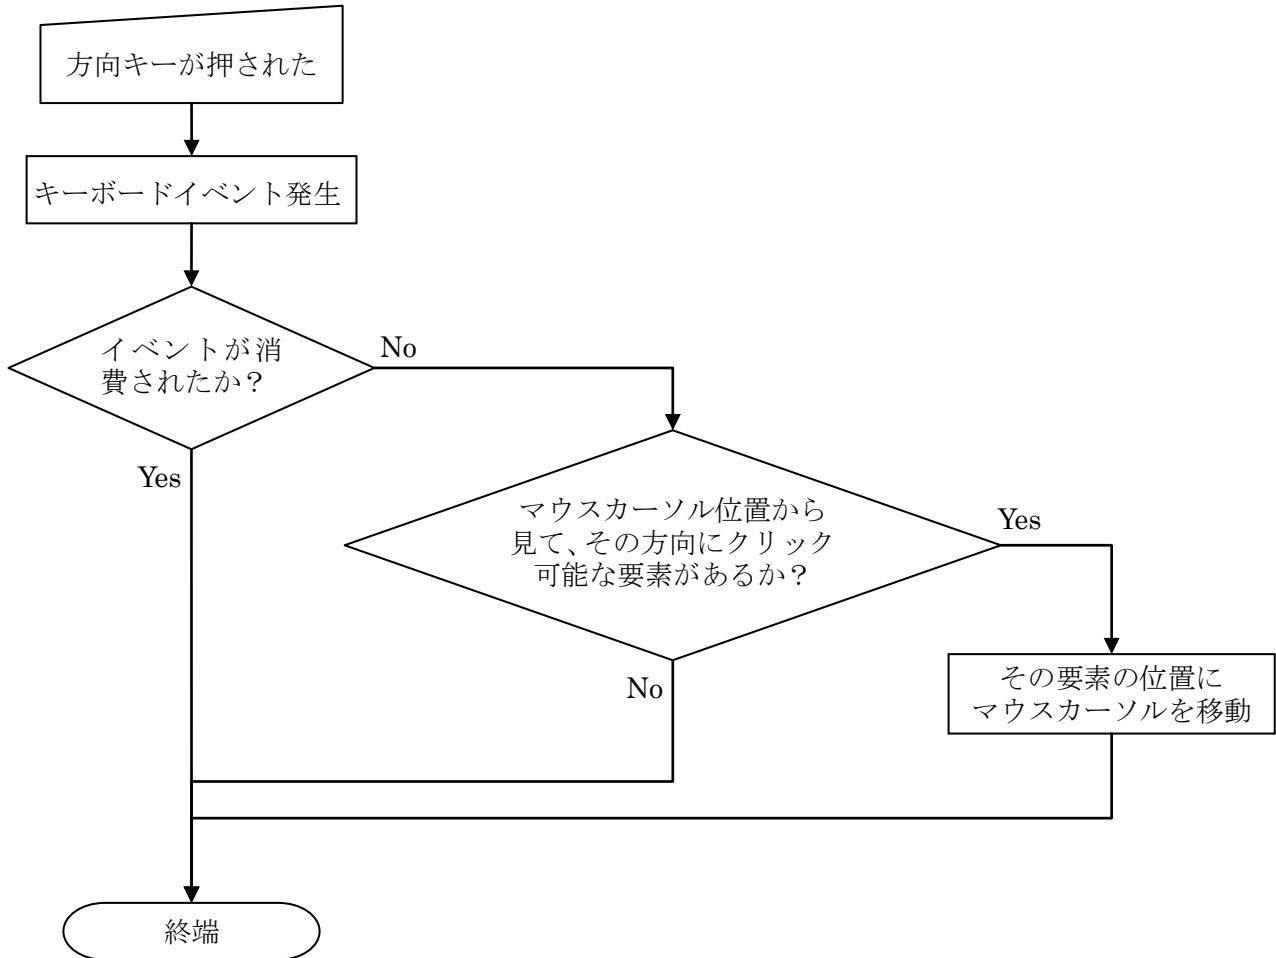 方向キーが押された
キーボードイベント発生
イベントが消
費されたか？
No
Yes
マウスカーソル位置から
見て、その方向にクリック
可能な要素があるか？
Yes
No
その要素の位置に
マウスカーソルを移動
終端